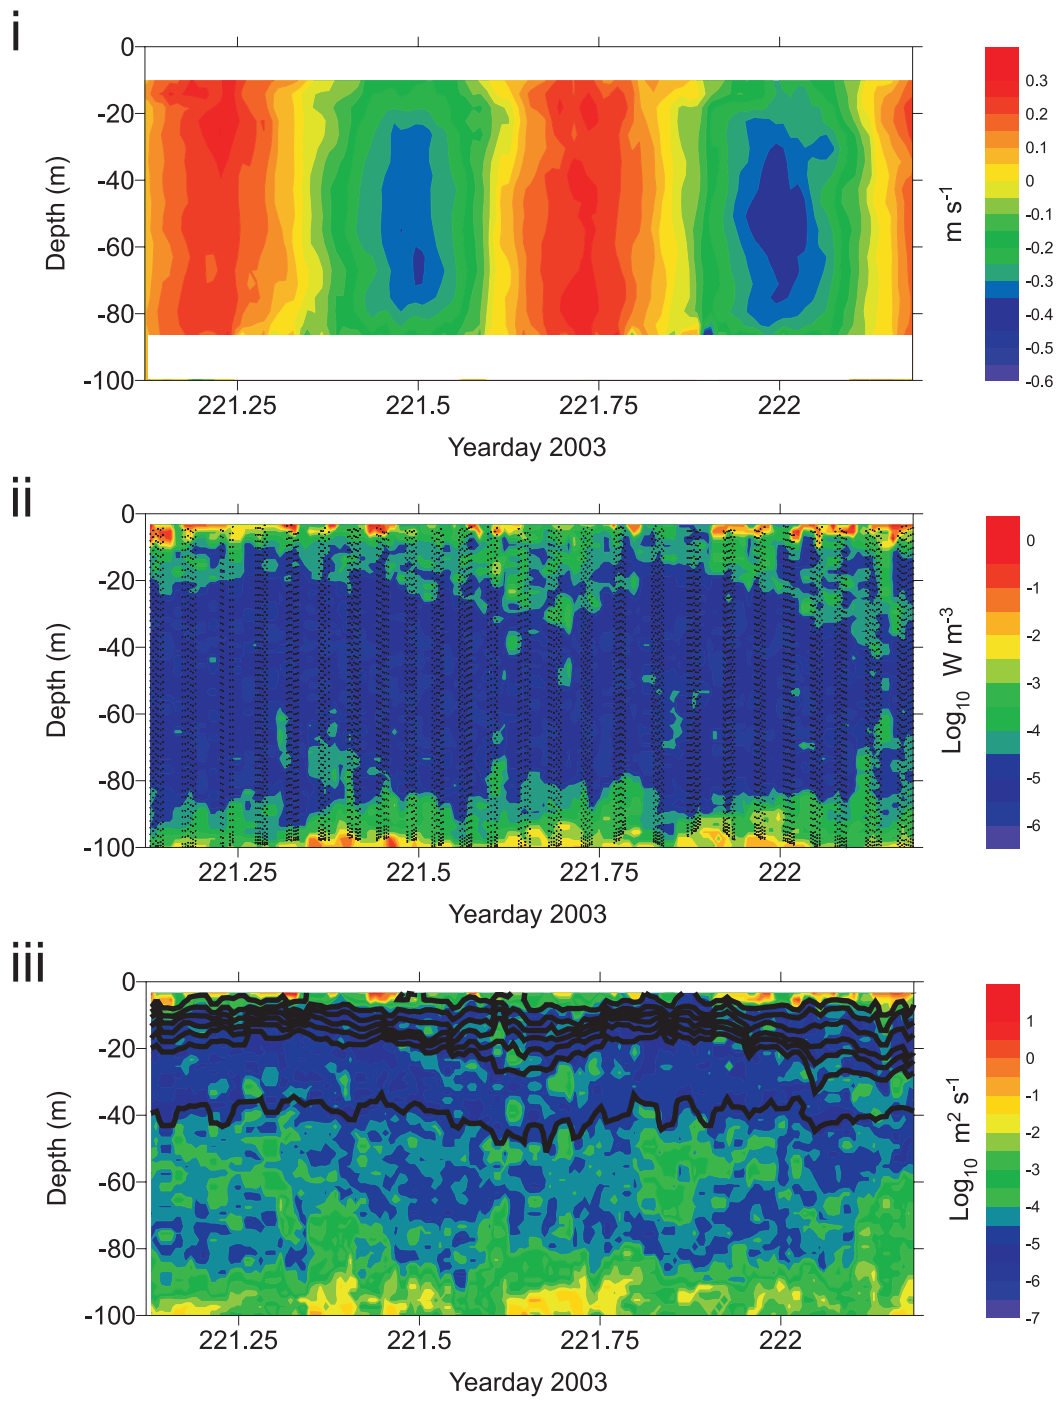 i
0
-20
-40
-60
-80
-100
Depth (m)
221.25 221.5 221.75 222
Yearday 2003
0.3
0.2
0.1
0
-0.1
-0.2
-0.3
-0.4
-0.5
-0.6
m s-1
ii
0
-20
-40
-60
-80
-100
Depth (m)
221.25 221.5 221.75 222
Yearday 2003
0
-1
-2
-3
-4
-5
-6
Log10 W m-3
iii
0
-20
-40
-60
-80
-100
Depth (m)
221.25 221.5 221.75 222
Yearday 2003
1
0
-1
-2
-3
-4
-5
-6
-7
Log10 m2 s-1